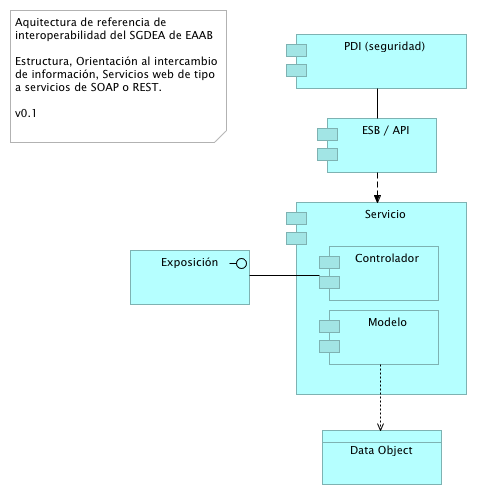 Aquitectura de referencia de
interoperabilidad del SGDEA de EAAB
Estructura, Orientación al intercambio
de información, Servicios web de tipo
a servicios de SOAP o REST.
v0.1
PDI (seguridad)
ESB / API
Servicio
Exposición
Controlador
Modelo
Data Object